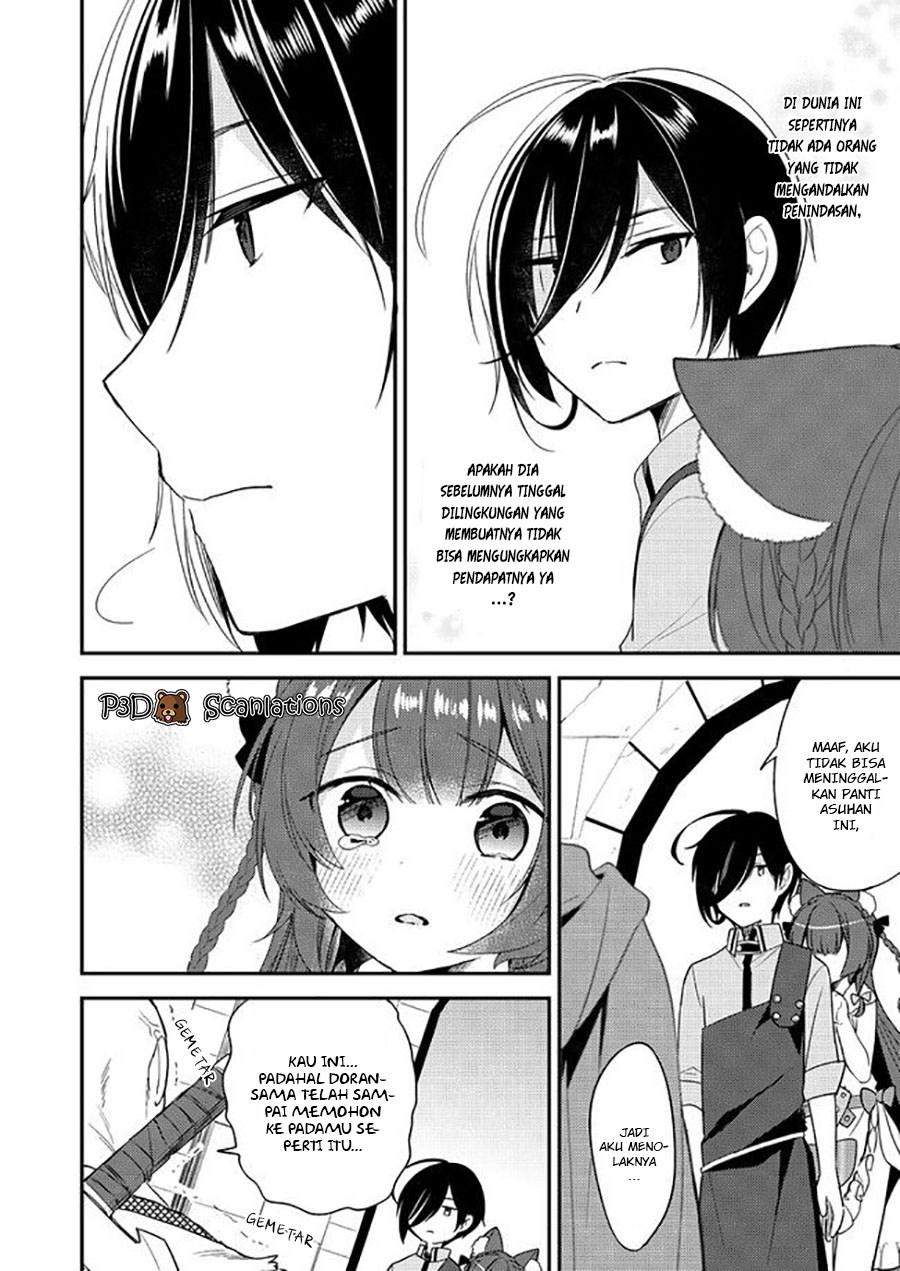 DI DUNIA INI
SEPERTINYA
TIDAK ADA ORANG
YANG TIDAK
MENGANDALKAN
PENINDASAN,
APAKAH DIA
SEBELUMNYA TINGGAL
DILINGKUNGAN YANG
MEMBUATNYA TIDAK
BISA MENGUNGKAPKAN
PENDAPATNYA YA
...?
MAAF, AKU
TIDAK BISA
MENINGGAL-
KAN PANTI
ASUHAN
INI,
JADI
AKU MENO-
LAKNYA
...
P3D Scanlations
KAU INI...
PADAHAL DORAN-
SAMA TELAH SAM-
PAI MEMOHON
KE PADAMU SE-
PERTI ITU...
GEMETAR
GEMETAR